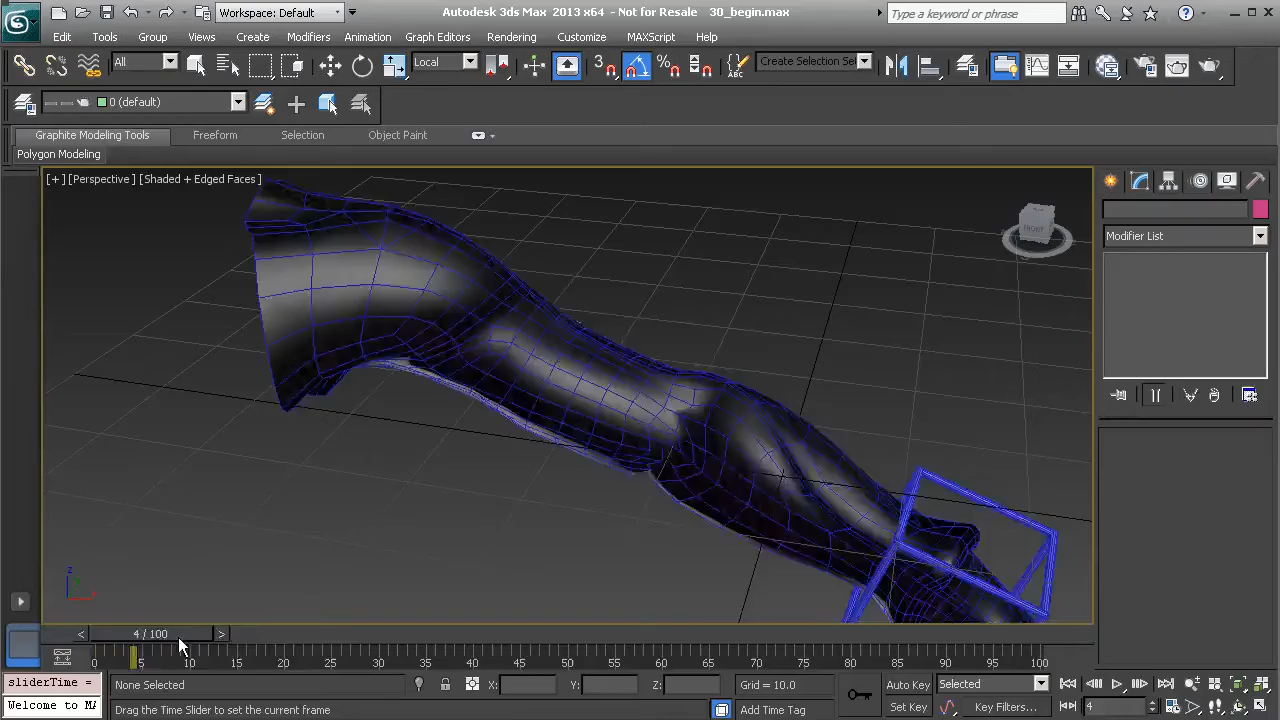 Workspace: Default
Autodesk 3ds Max 2013 x64 - Not for Resale 30_begin.max
Type a keyword or phrase
Edit Tools Group Views Create Modifiers Animation Graph Editors Rendering Customize MAXScript Help
All
Local
3
Create Selection Se
0 (default)
Graphite Modeling Tools Freeform Selection Object Paint
Polygon Modeling
[+] [Perspective] [Shaded + Edged Faces]
FRONT
Modifier List
z
< 4 / 100 >
0 5 10 15 20 25 30 35 40 45 50 55 60 65 70 75 80 85 90 95 100
sliderTime =
None Selected
X: Y: Z:
Grid = 10.0
Auto Key
Selected
Welcome to MA
Drag the Time Slider to set the current frame
Add Time Tag
Set Key
Key Filters...
4